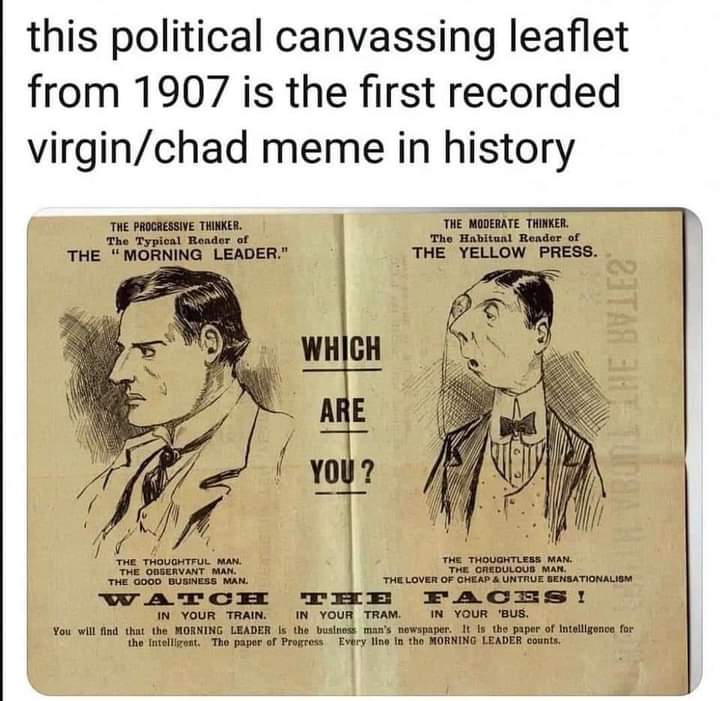 this political canvassing leaflet
from 1907 is the first recorded
virgin/chad meme in history
THE PROGRESSIVE THINKER.
The Typical Reader of
THE "MORNING LEADER."
THE MODERATE THINKER.
The Habitual Reader of
THE YELLOW PRESS.
WHICH
ARE
YOU?
THE THOUGHTFUL MAN.
THE OBSERVANT MAN.
THE GOOD BUSINESS MAN.
THE THOUGHTLESS MAN.
THE CREDULOUS MAN.
THE LOVER OF CHEAP & UNTRUE SENSATIONALISM
WATCH THE FACES!
IN YOUR TRAIN. IN YOUR TRAM. IN YOUR 'BUS.
You will find that the MORNING LEADER is the business man's newspaper. It is the paper of Intelligence for
the Intelligent. The paper of Progress Every line in the MORNING LEADER counts.
THE RATES.